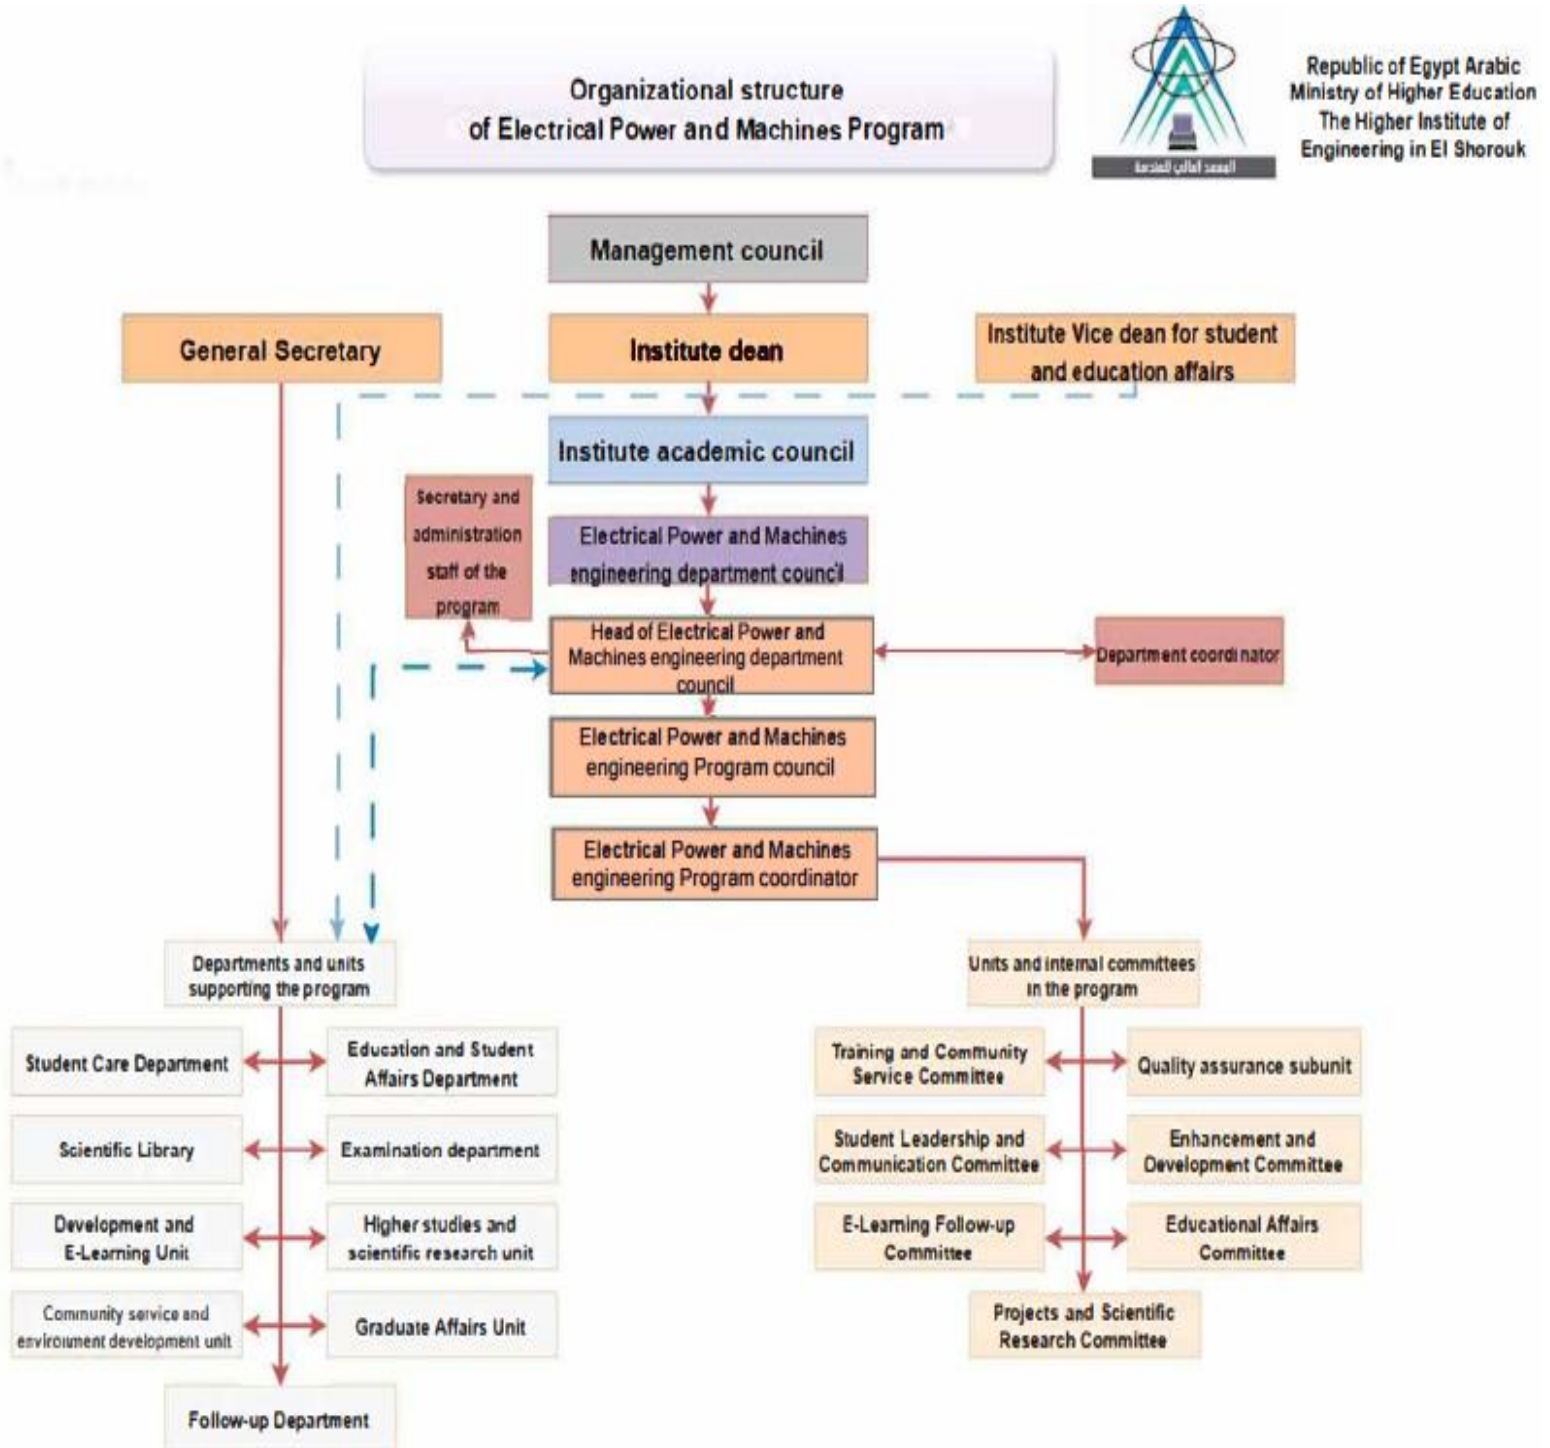 Organizational structure
of Electrical Power and Machines Program
Republic of Egypt Arabic
Ministry of Higher Education
The Higher Institute of
Engineering in El Shorouk
المعهد العالي للهندسة
Management council
General Secretary
Institute dean
Institute Vice dean for student
and education affairs
Institute academic council
Secretary and
administration
staff of the
program
Electrical Power and Machines
engineering department council
Head of Electrical Power and
Machines engineering department
council
Department coordinator
Electrical Power and Machines
engineering Program council
Electrical Power and Machines
engineering Program coordinator
Departments and units
supporting the program
Student Care Department
Education and Student
Affairs Department
Scientific Library
Examination department
Development and
E-Learning Unit
Higher studies and
scientific research unit
Community service and
environment development unit
Graduate Affairs Unit
Follow-up Department
Units and internal committees
in the program
Training and Community
Service Committee
Quality assurance subunit
Student Leadership and
Communication Committee
Enhancement and
Development Committee
E-Learning Follow-up
Committee
Educational Affairs
Committee
Projects and Scientific
Research Committee